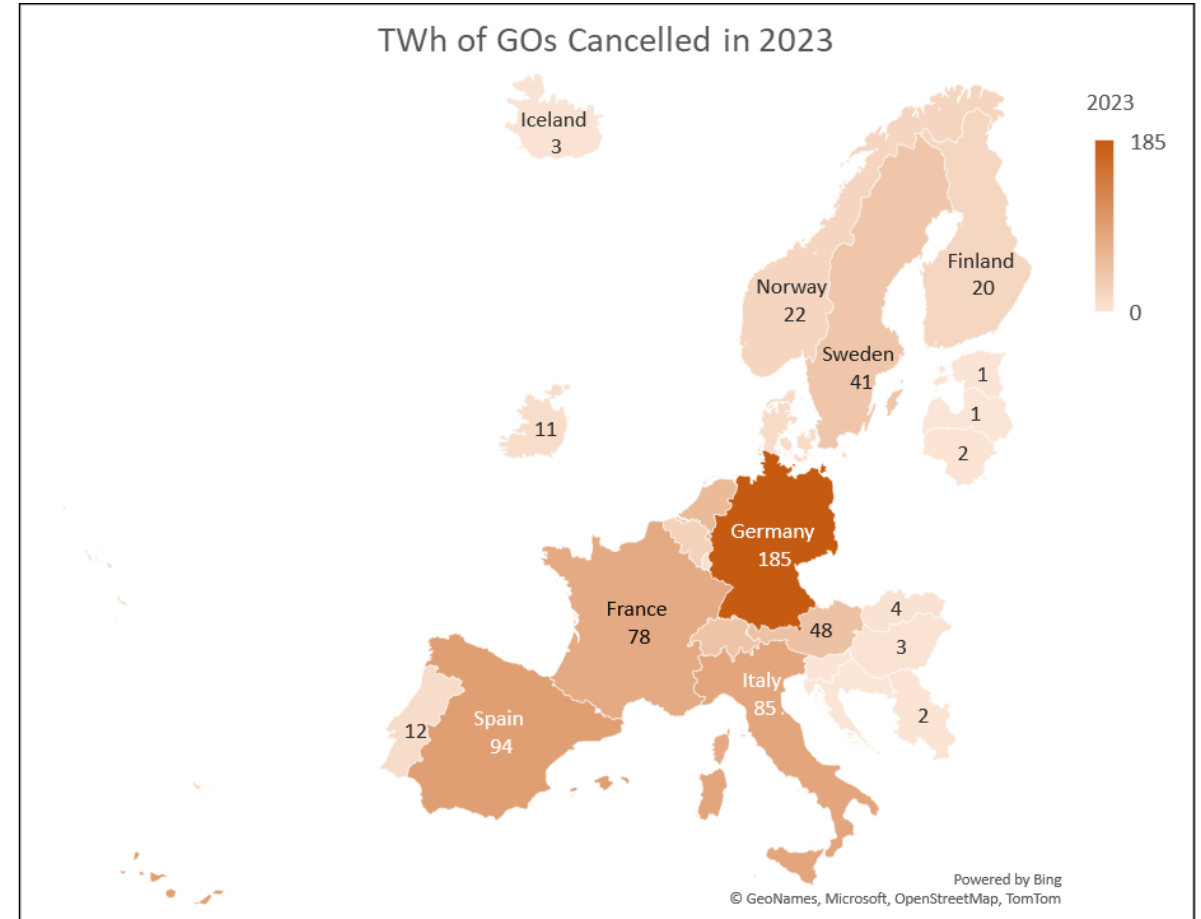 TWh of GOs Cancelled in 2023
2023
185
0
Iceland
3
Norway
22
Finland
20
Sweden
41
1
1
2
11
Germany
185
France
78
48
4
3
2
Italy
85
Spain
94
12
Powered by Bing
© GeoNames, Microsoft, OpenStreetMap, TomTom